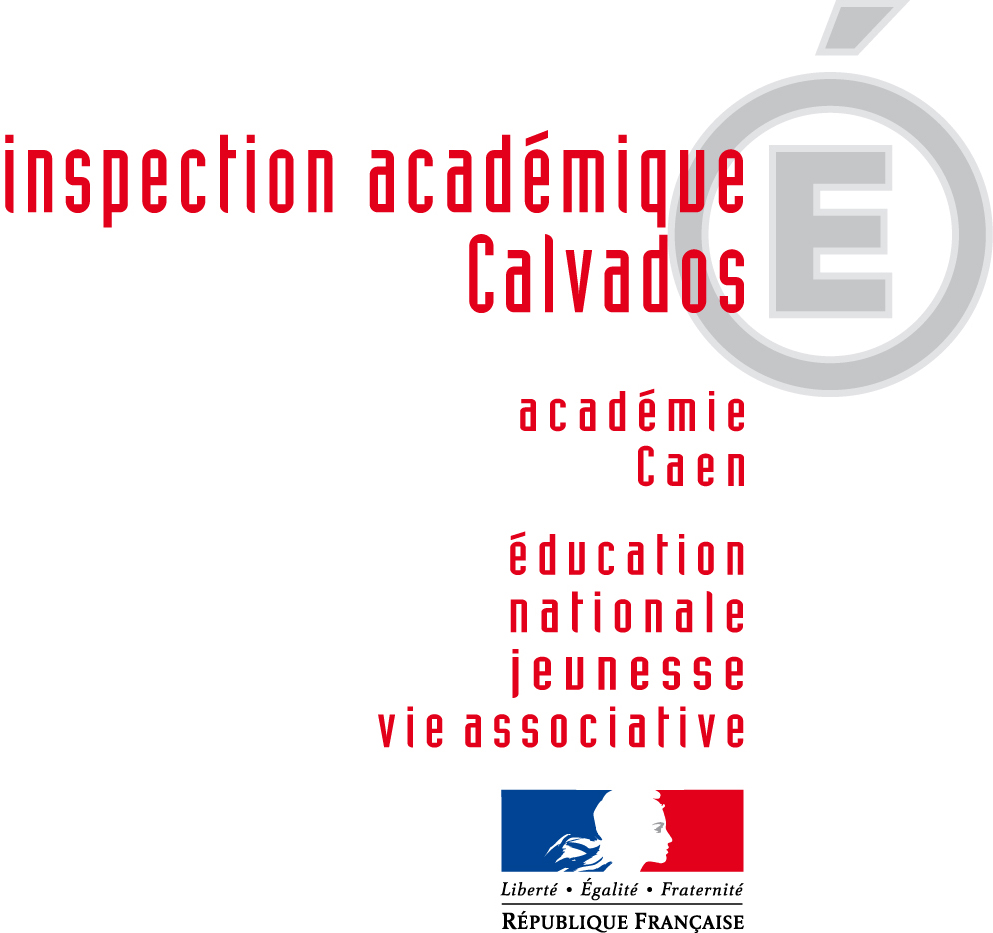 É
inspection académique
Calvados
académie
Caen
éducation
nationale
jeunesse
vie associative
Liberté • Égalité • Fraternité
RÉPUBLIQUE FRANÇAISE